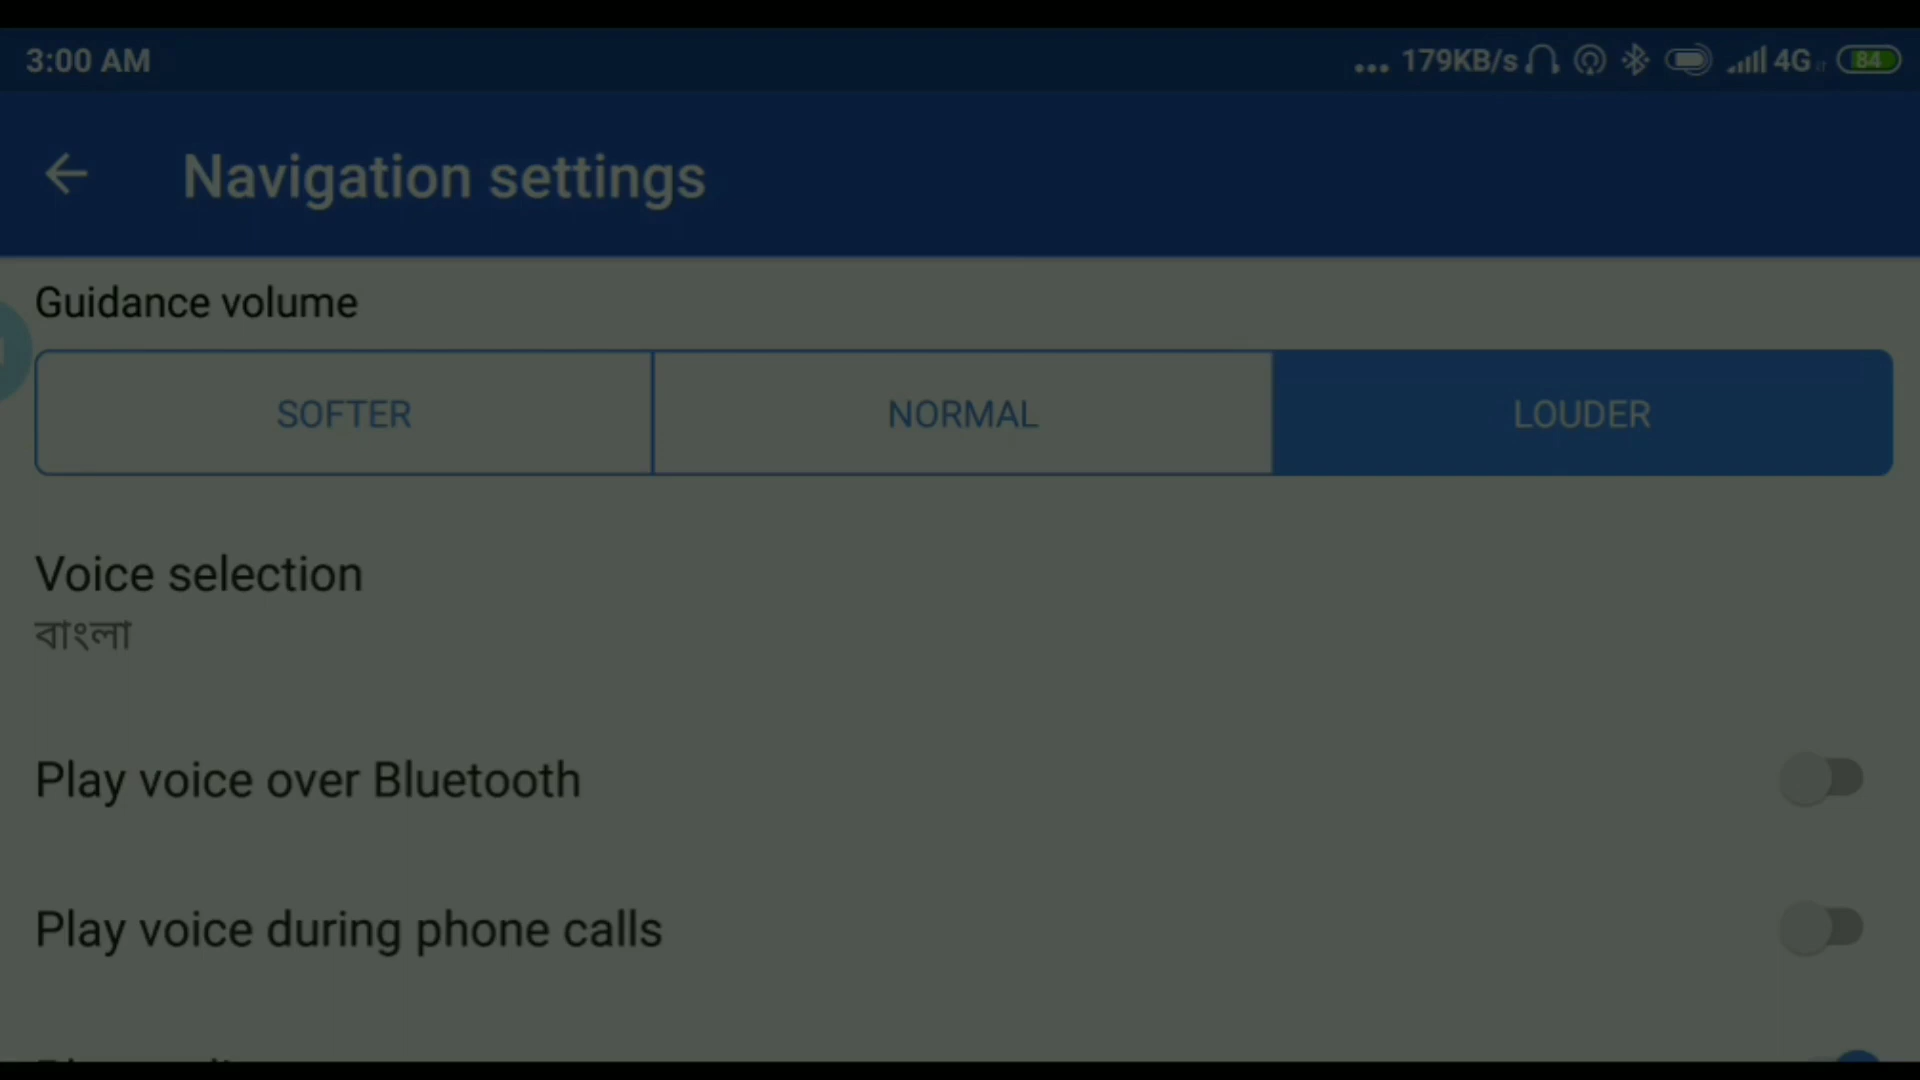 3:00 AM
... 179KB/s 4G 84
Navigation settings
Guidance volume
SOFTER
NORMAL
LOUDER
Voice selection
বাংলা
Play voice over Bluetooth
Play voice during phone calls